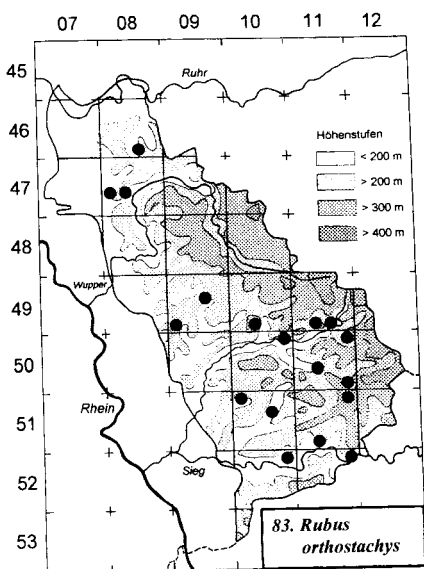 07 08 09 10 11 12
45
Ruhr
46
Höhenstufen
< 200 m
> 200 m
47
> 300 m
> 400 m
48
Wupper
49
50
Rhein
51
Sieg
52
83. Rubus
orthostachys
53